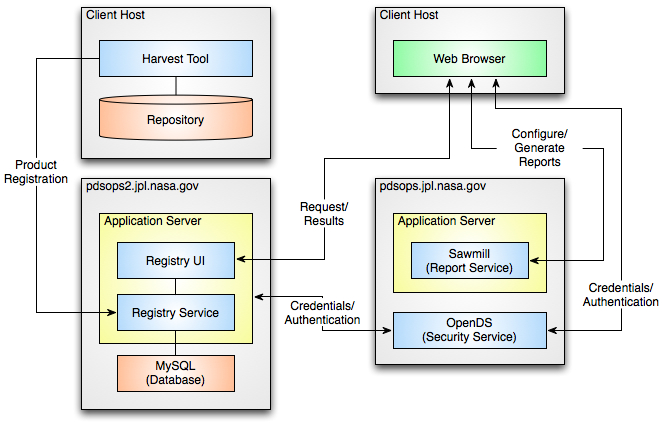 Client Host
Harvest Tool
Repository
Client Host
Web Browser
Configure/
Generate
Reports
Product
Registration
pdsops2.jpl.nasa.gov
Application Server
Registry UI
Registry Service
MySQL
(Database)
Request/
Results
Credentials/
Authentication
pdsops.jpl.nasa.gov
Application Server
Sawmill
(Report Service)
OpenDS
(Security Service)
Credentials/
Authentication